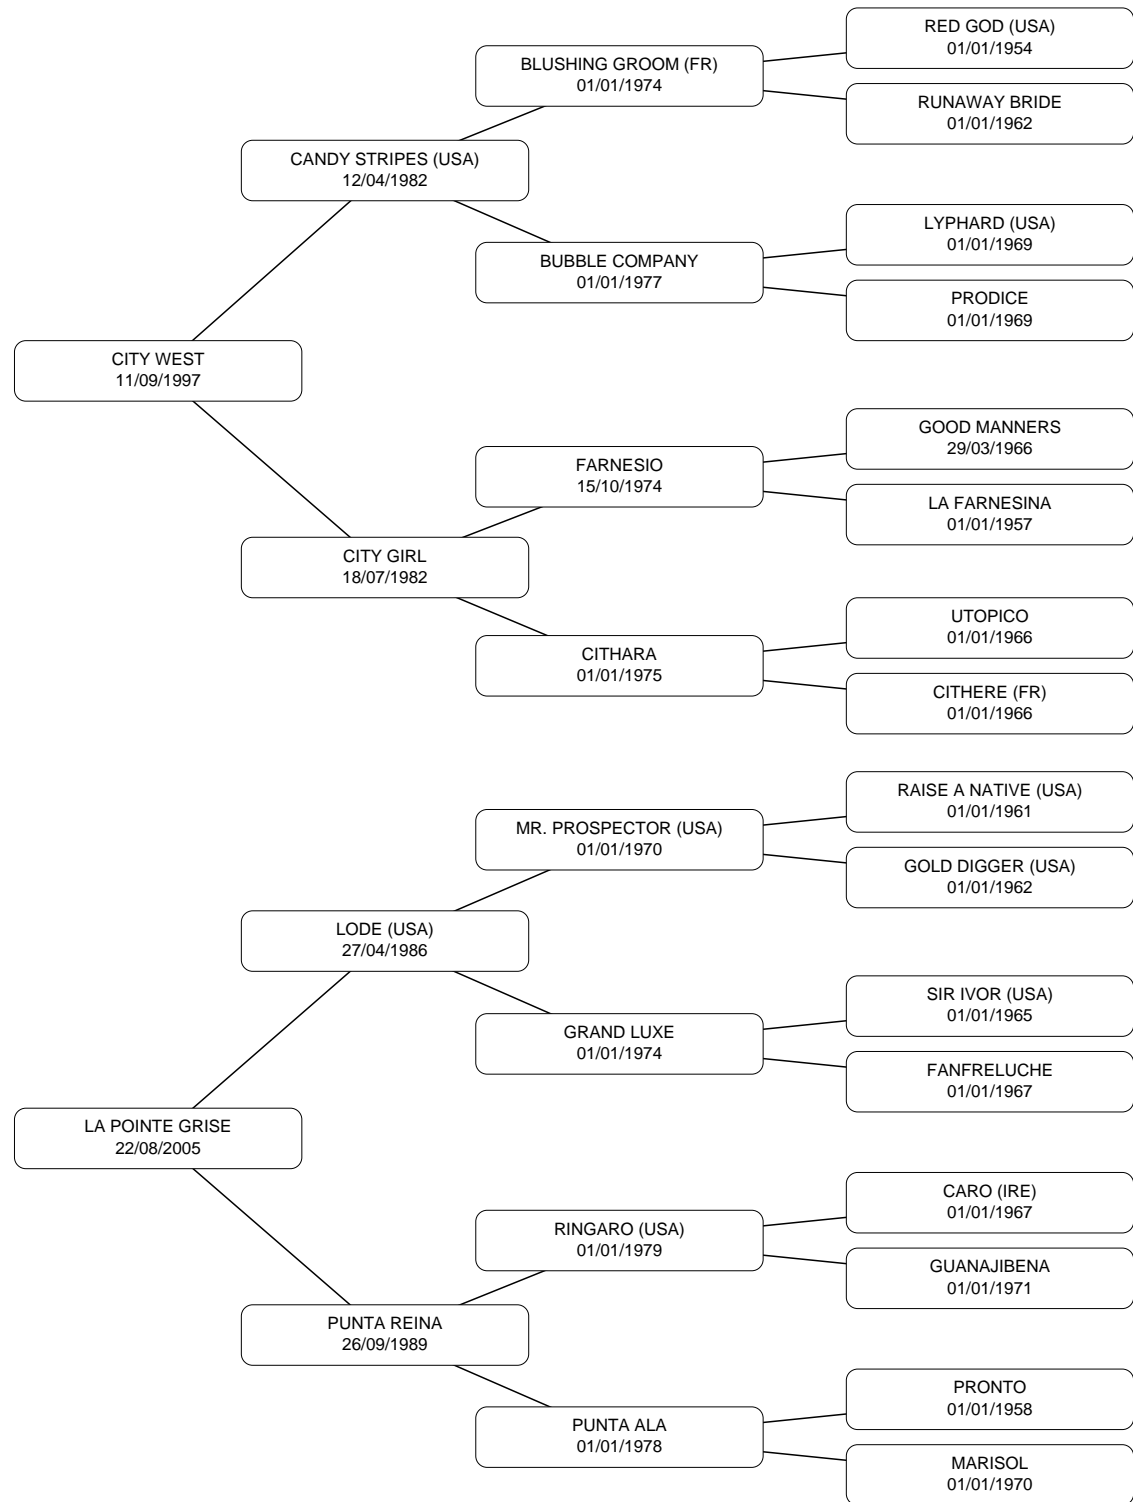 RED GOD (USA)
01/01/1954
BLUSHING GROOM (FR)
01/01/1974
RUNAWAY BRIDE
01/01/1962
CANDY STRIPES (USA)
12/04/1982
LYPHARD (USA)
01/01/1969
BUBBLE COMPANY
01/01/1977
PRODICE
01/01/1969
CITY WEST
11/09/1997
GOOD MANNERS
29/03/1966
FARNESIO
15/10/1974
LA FARNESINA
01/01/1957
CITY GIRL
18/07/1982
UTOPICO
01/01/1966
CITHARA
01/01/1975
CITHERE (FR)
01/01/1966
RAISE A NATIVE (USA)
01/01/1961
MR. PROSPECTOR (USA)
01/01/1970
GOLD DIGGER (USA)
01/01/1962
LODE (USA)
27/04/1986
SIR IVOR (USA)
01/01/1965
GRAND LUXE
01/01/1974
FANFRELUCHE
01/01/1967
LA POINTE GRISE
22/08/2005
CARO (IRE)
01/01/1967
RINGARO (USA)
01/01/1979
GUANAJIBENA
01/01/1971
PUNTA REINA
26/09/1989
PRONTO
01/01/1958
PUNTA ALA
01/01/1978
MARISOL
01/01/1970